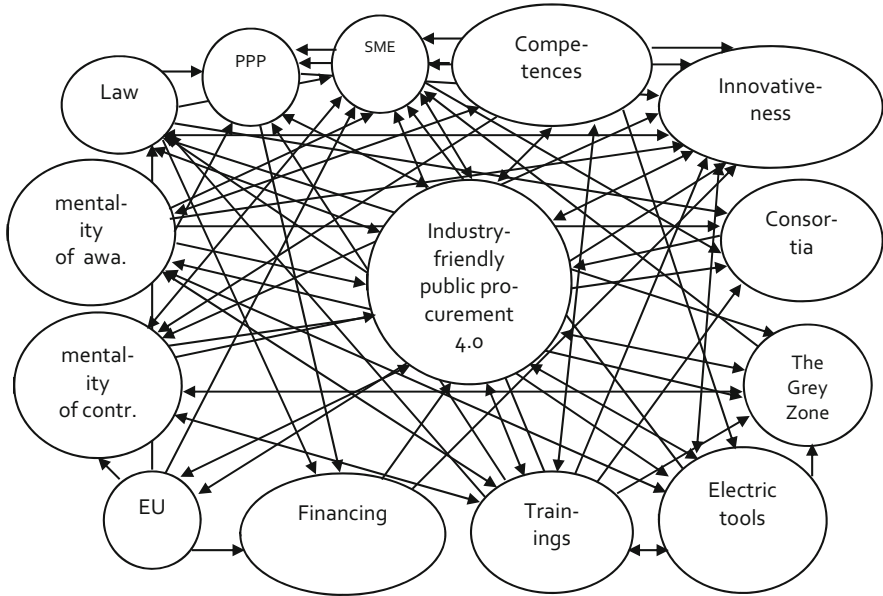 PPP
SME
Compe-
tences
Law
Innovative-
ness
mental-
ity
of awa.
Industry-
friendly
public pro-
curement
4.0
Consor-
tia
mental-
ity
of contr.
The
Grey
Zone
EU
Financing
Train-
ings
Electric
tools